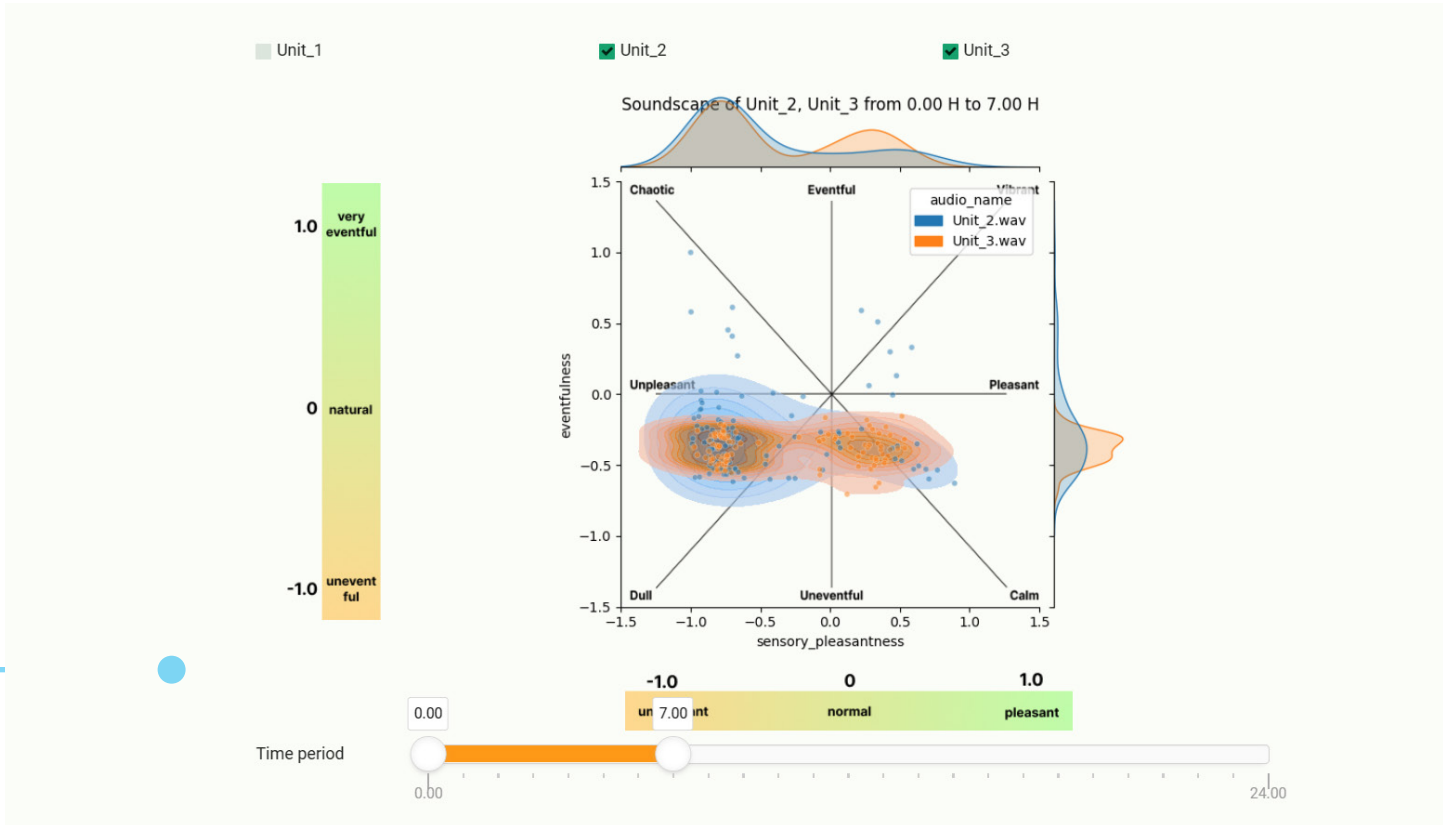 Unit_1
Unit_2
Unit_3
Soundscape of Unit_2, Unit_3 from 0.00 H to 7.00 H
1.5
Chaotic
Eventful
Vibrant
audio_name
Unit_2.wav
Unit_3.wav
1.0
very
eventful
1.0
0.5
eventfulness
0.0
Unpleasant
Pleasant
0
natural
−0.5
−1.0
-1.0
unevent
ful
Dull
Uneventful
Calm
−1.5
−1.5
−1.0
−0.5
0.0
0.5
1.0
1.5
sensory_pleasantness
-1.0
0
1.0
normal
pleasant
0.00
7.00
Time period
0.00
24.00